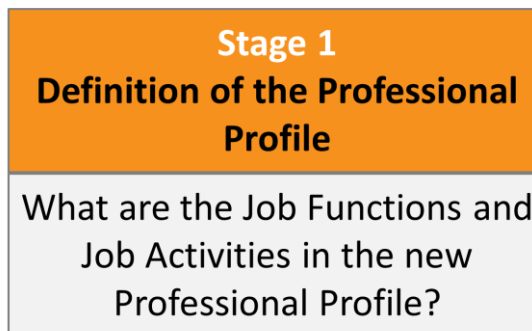 Stage 1
Definition of the Professional
Profile
What are the Job Functions and
Job Activities in the new
Professional Profile?